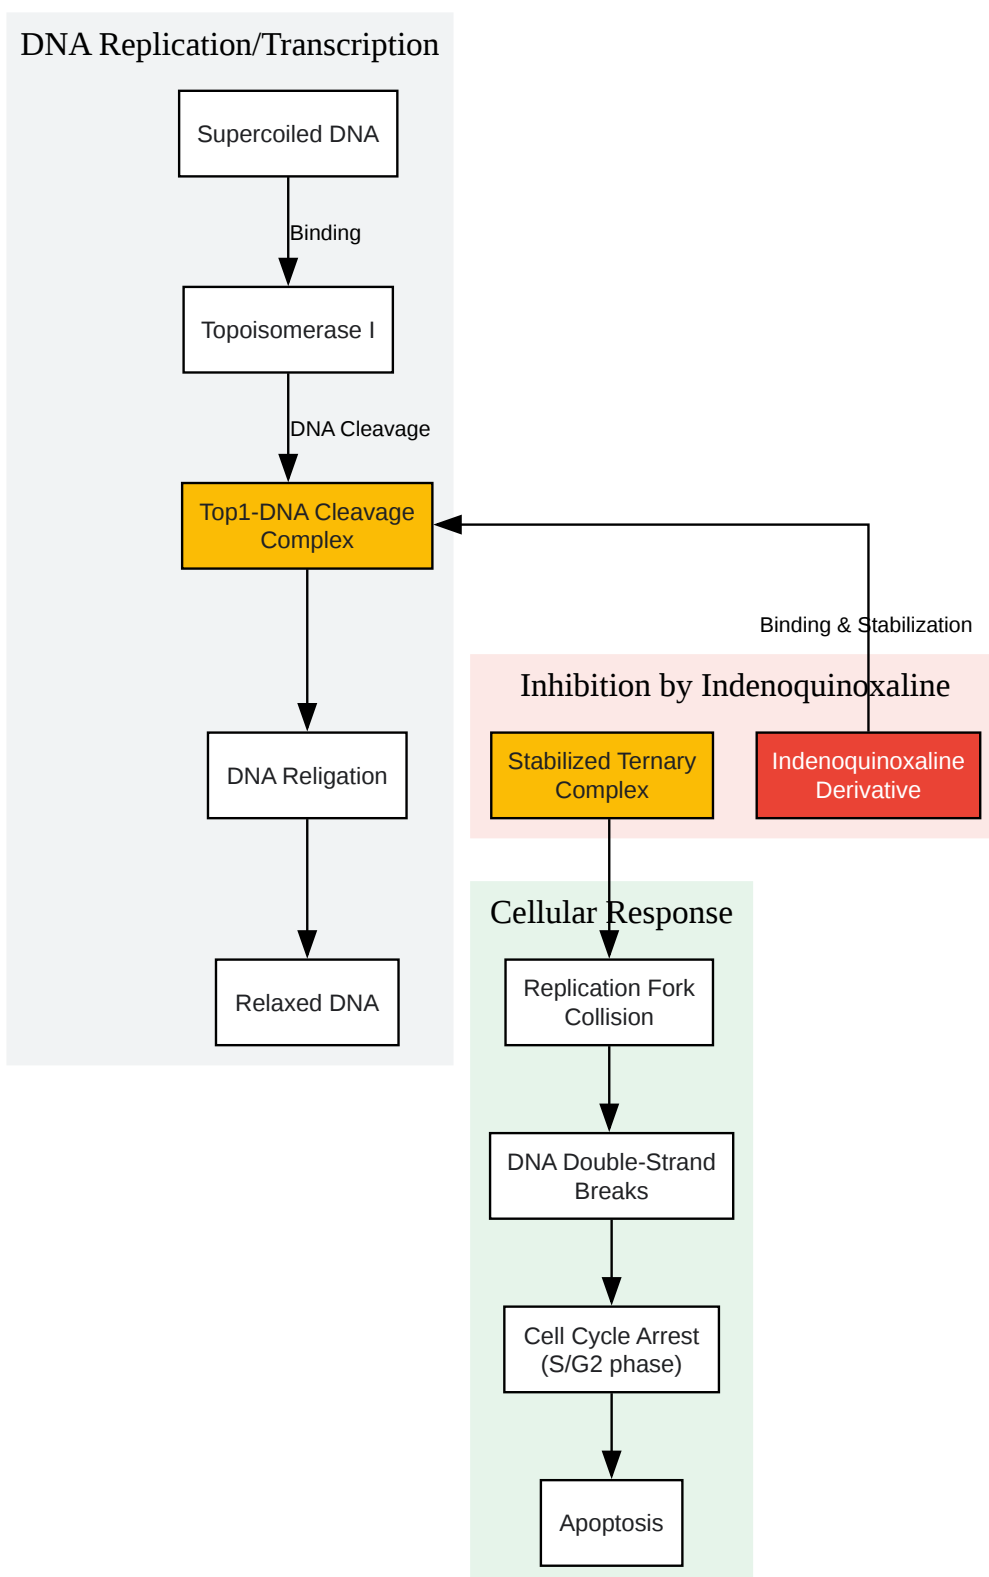 DNA Replication/Transcription
Supercoiled DNA
Binding
Topoisomerase I
DNA Cleavage
Top1-DNA Cleavage
Complex
DNA Religation
Relaxed DNA
Binding & Stabilization
Inhibition by Indenoquinoxaline
Stabilized Ternary
Complex
Indenoquinoxaline
Derivative
Cellular Response
Replication Fork
Collision
DNA Double-Strand
Breaks
Cell Cycle Arrest
(S/G2 phase)
Apoptosis